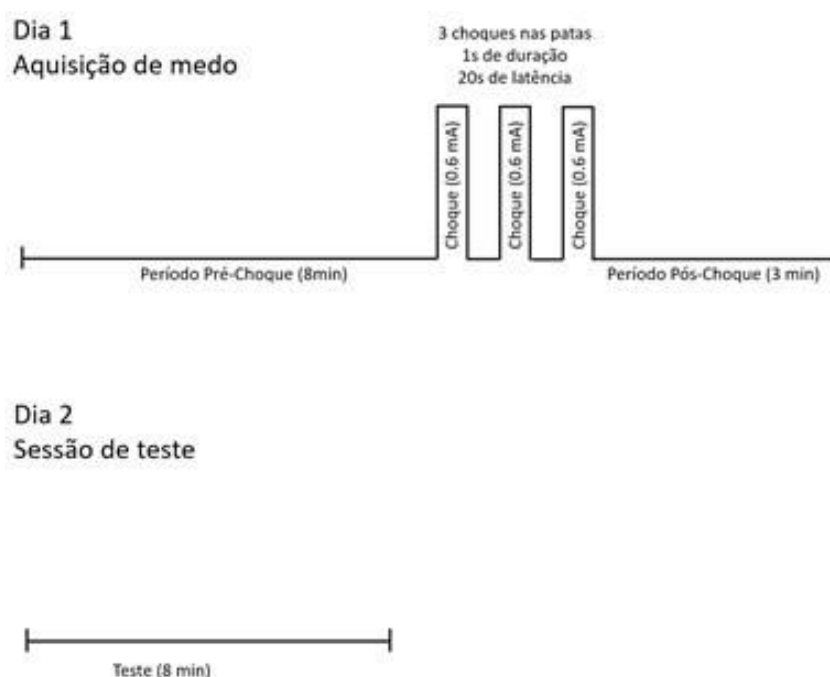 Dia 1
Aquisição de medo
3 choques nas patas
1s de duração
20s de latência
Choque (0.6 mA)
Choque (0.6 mA)
Choque (0.6 mA)
Período Pré-Choque (8min)
Período Pós-Choque (3 min)
Dia 2
Sessão de teste
Teste (8 min)